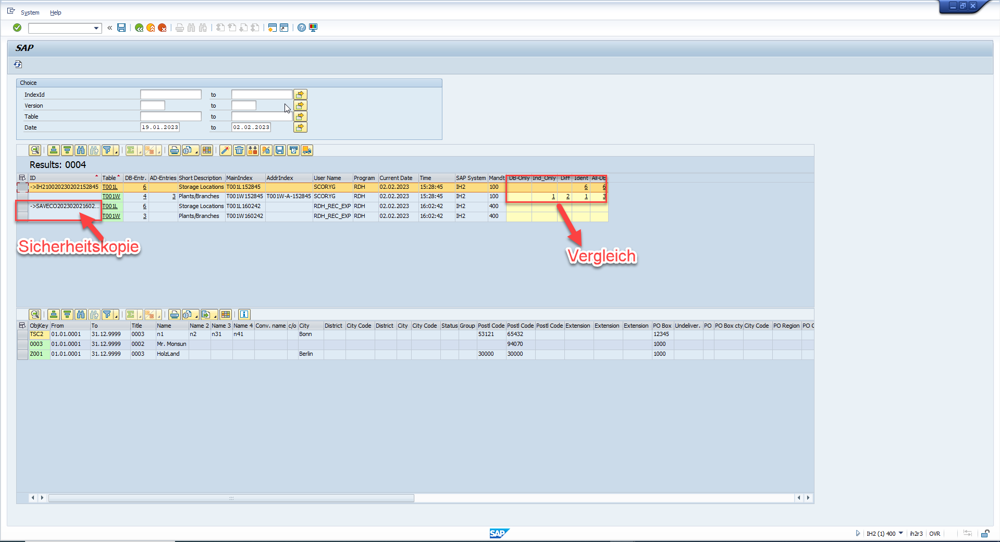 System Help
SAP
Choice
IndexId to
Version to
Table to
Date 19.01.2023 to 02.02.2023
Results: 0004
ID Table DB-Entr. AD-Entries Short Description MainIndex AddrIndex User Name Program Current Date Time SAP System Mandt DB-Only Ind_Only Diff Ident All-DB
->IH210020230202152845 T001L 6 Storage Locations T001L152845 SCORYG RDH 02.02.2023 15:28:45 IH2 100 6 6
T001W 4 3 Plants/Branches T001W152845 T001W-A-152845 SCORYG RDH 02.02.2023 15:28:45 IH2 100 1 2 1 3
->SAVECO202302021602... T001L 6 Storage Locations T001L160242 RDH_REC_EXP RDH 02.02.2023 16:02:42 IH2 400
T001W 3 Plants/Branches T001W160242 RDH_REC_EXP RDH 02.02.2023 16:02:42 IH2 400
Sicherheitskopie
Vergleich
ObjKey From To Title Name Name 2 Name 3 Name 4 Conv. name c/o City District City Code District City City Code Status Group Postl Code Postl Code Postl Code Extension Extension Extension PO Box Undeliver. PO PO Box cty City Code PO Region PO C
TSC2 01.01.0001 31.12.9999 0003 n1 n2 n31 n41 Bonn 53121 65432 12345
0003 01.01.0001 31.12.9999 0002 Mr. Monsun 94070 1000
Z001 01.01.0001 31.12.9999 0003 HolzLand Berlin 30000 30000 1000
SAP
IH2 (1) 400 ih2r3 OVR